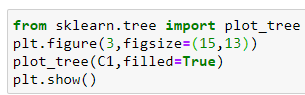 from sklearn.tree import plot_tree
plt.figure(3,figsize=(15,13))
plot_tree(C1,filled=True)
plt.show()